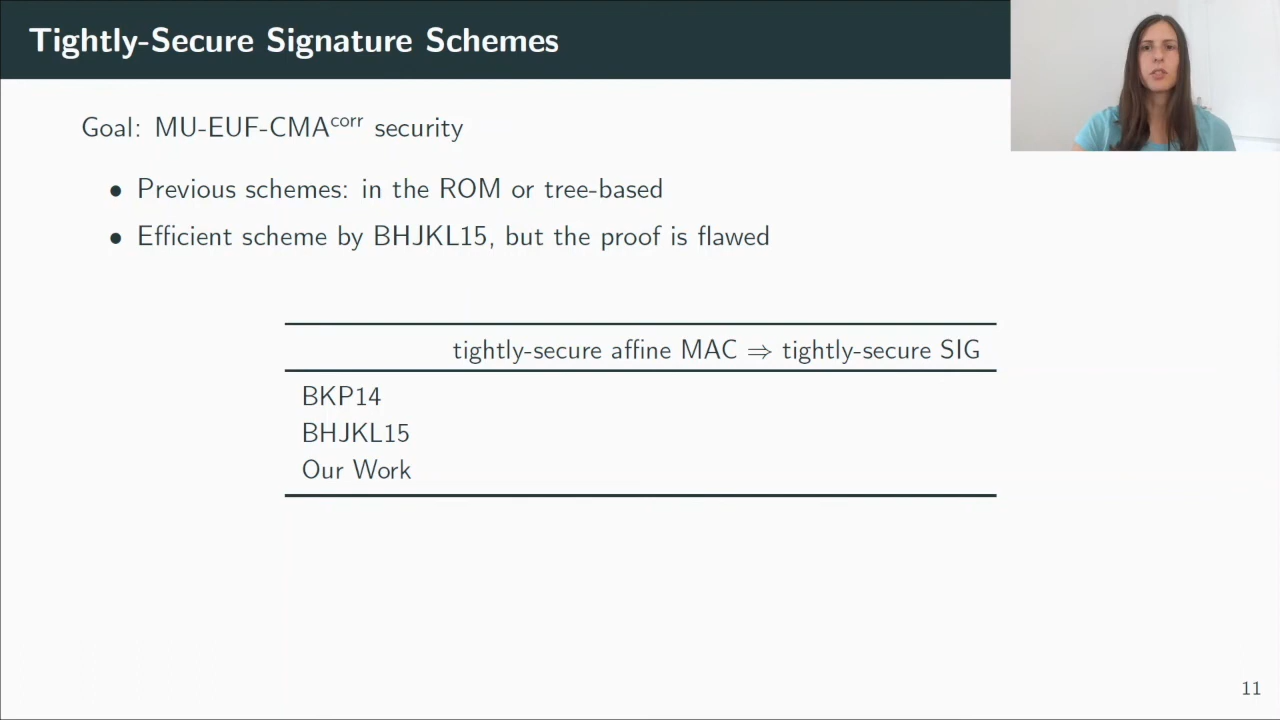 Tightly-Secure Signature Schemes
Goal: MU-EUF-CMA^corr security
• Previous schemes: in the ROM or tree-based
• Efficient scheme by BHJKL15, but the proof is flawed
tightly-secure affine MAC ⇒ tightly-secure SIG
BKP14
BHJKL15
Our Work
11